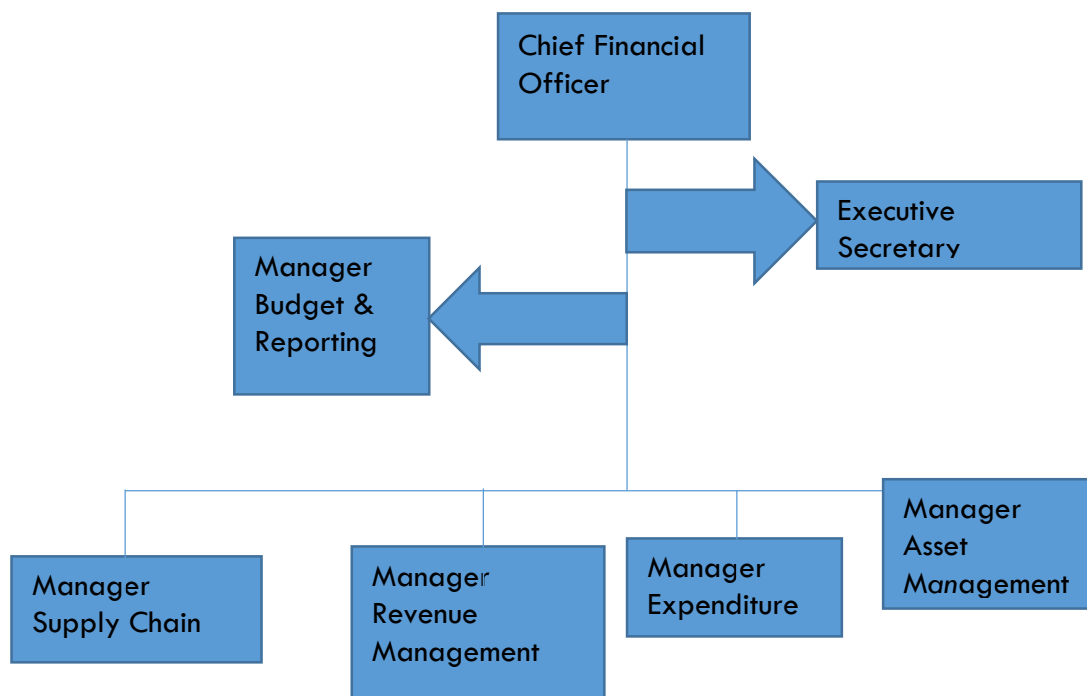 Chief Financial
Officer
Executive
Secretary
Manager
Budget &
Reporting
Manager
Supply Chain
Manager
Revenue
Management
Manager
Expenditure
Manager
Asset
Management